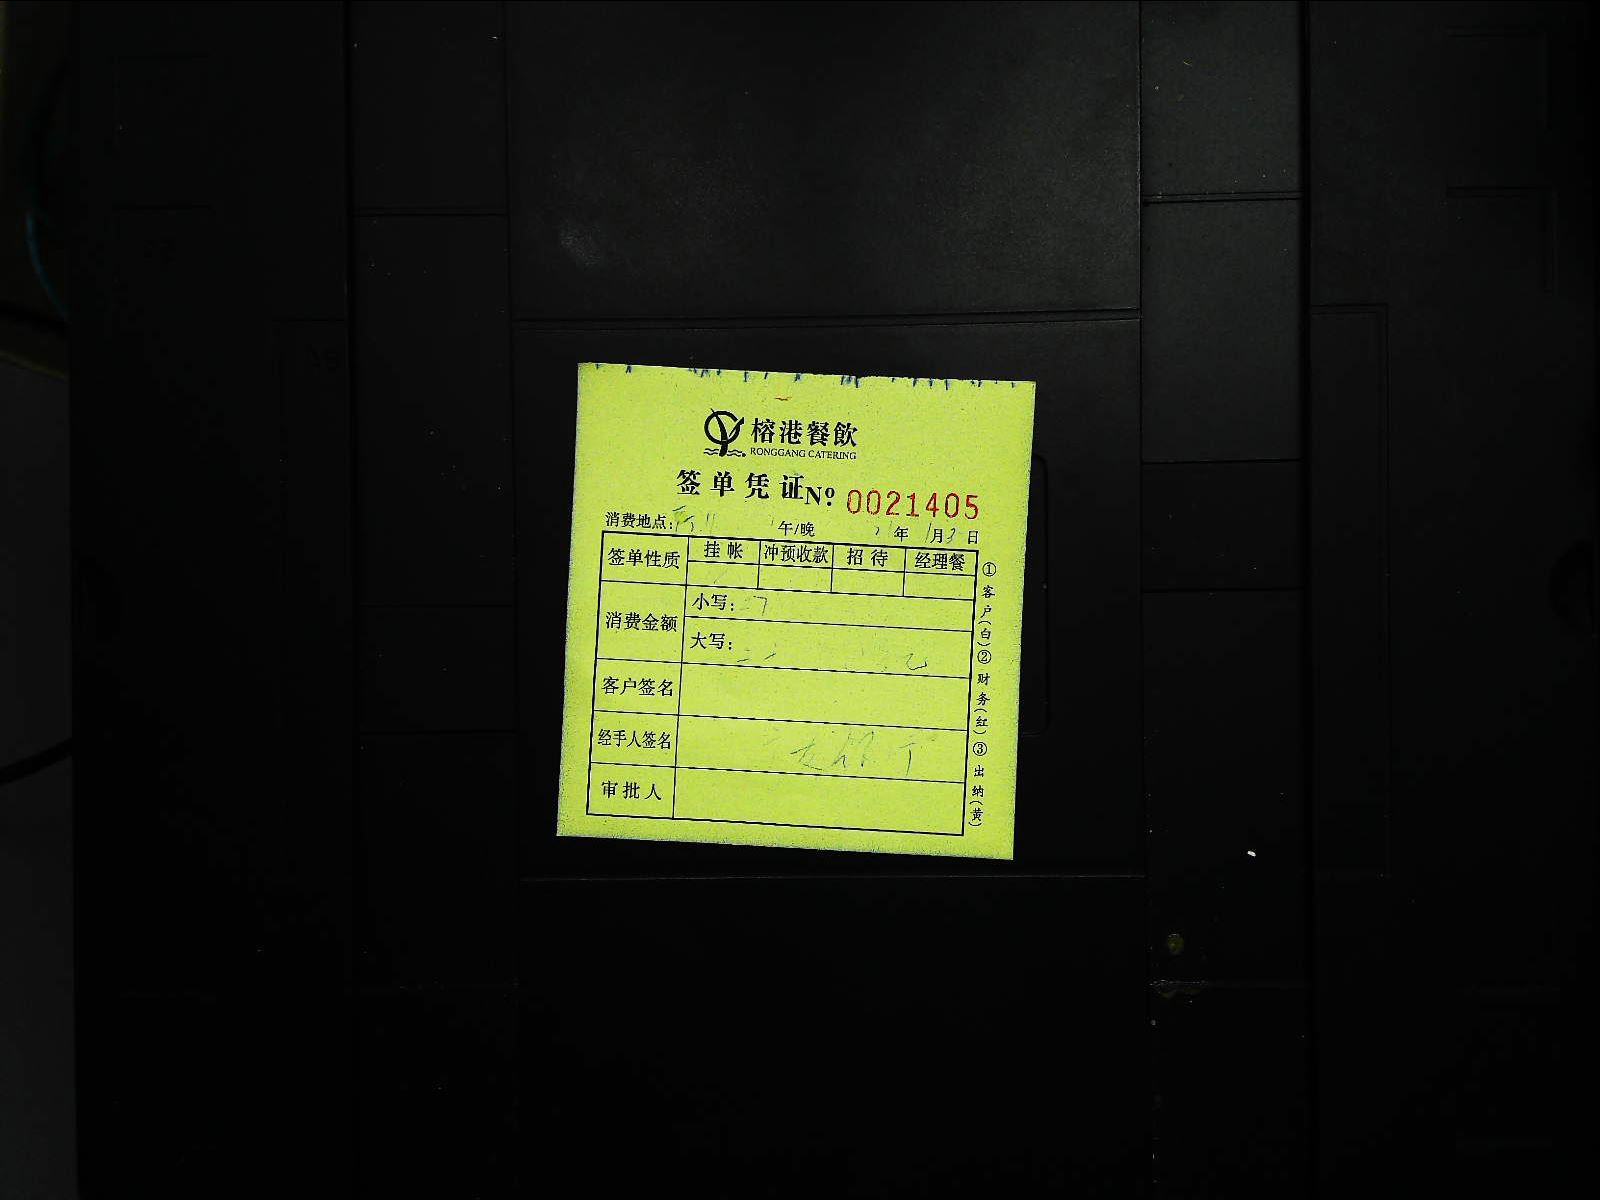 榕港餐飲
RONGGANG CATERING
签单凭证 Nº: 0021405
消费地点: 午/晚 年 月 日
签单性质 挂帐 冲预收款 招待 经理餐
消费金额 小写:
大写:
客户签名
经手人签名
审批人
①客户(白)②财务(红)③出纳(黄)